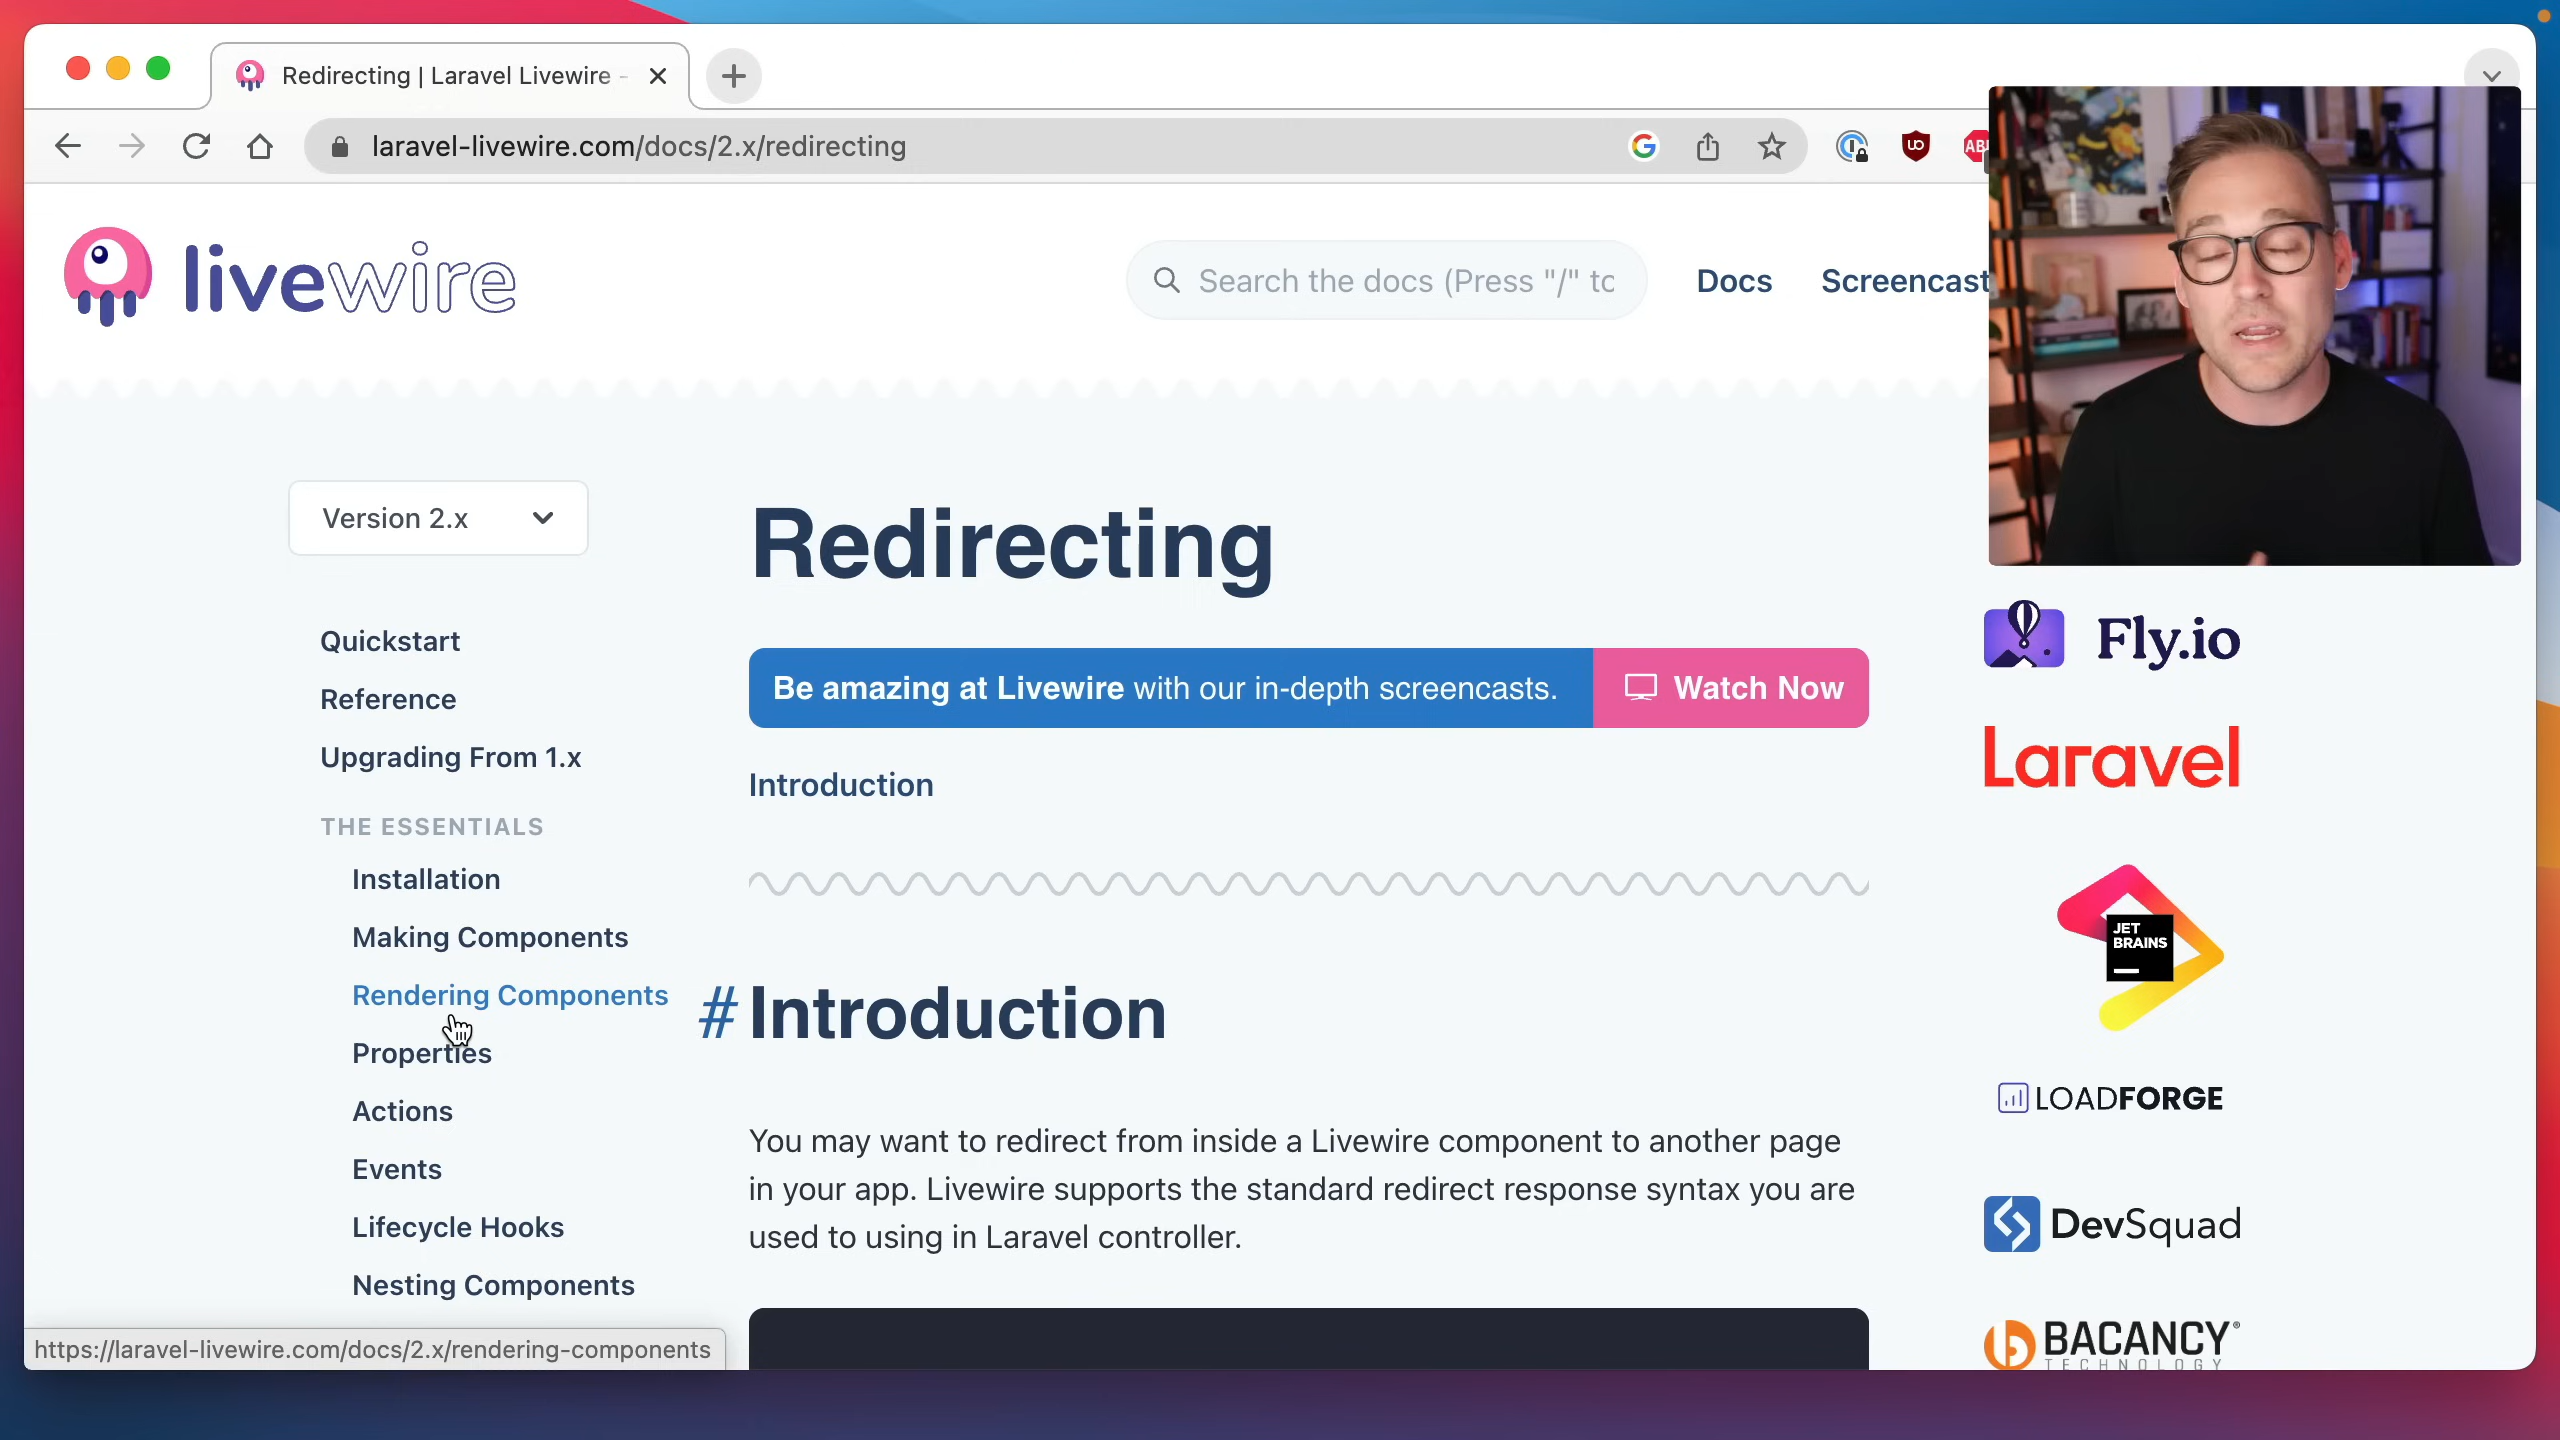 Redirecting | Laravel Livewire -
laravel-livewire.com/docs/2.x/redirecting
livewire
Search the docs (Press "/" to
Docs
Screencast
Version 2.x
Quickstart
Reference
Upgrading From 1.x
THE ESSENTIALS
Installation
Making Components
Rendering Components
Properties
Actions
Events
Lifecycle Hooks
Nesting Components
https://laravel-livewire.com/docs/2.x/rendering-components
Redirecting
Be amazing at Livewire with our in-depth screencasts.
Watch Now
Introduction
# Introduction
You may want to redirect from inside a Livewire component to another page
in your app. Livewire supports the standard redirect response syntax you are
used to using in Laravel controller.
Fly.io
Laravel
JET
BRAINS
LOADFORGE
DevSquad
BACANCY
TECHNOLOGY